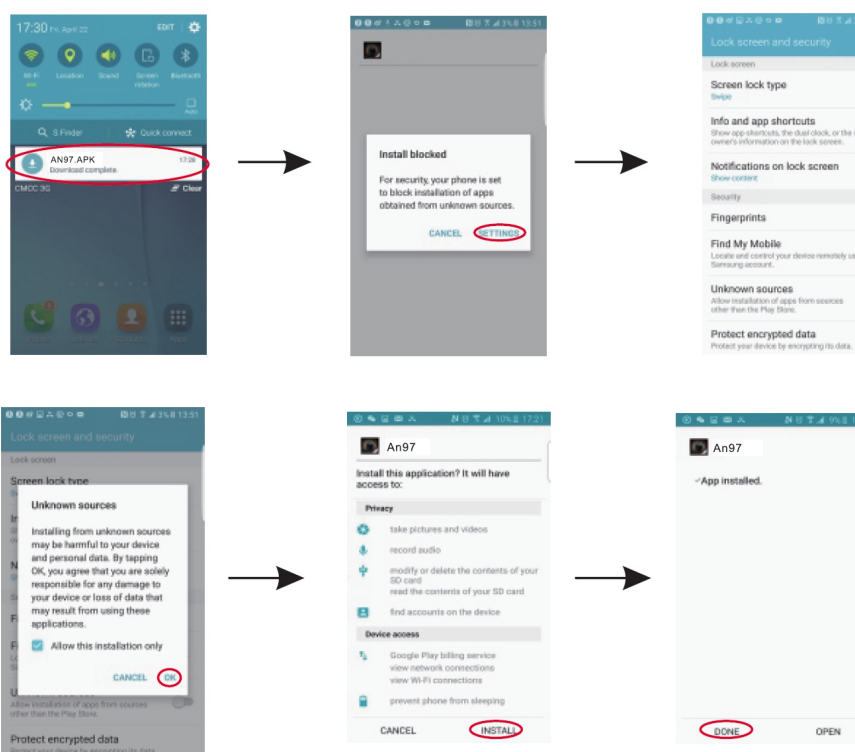 17:30 Fri, April 22 EDIT
Wi-Fi Location Sound Screen rotation Bluetooth
Auto
S Finder Quick connect
AN97.APK 17:28
Download complete.
CMCC 3G Clear
Apps
3% 13:51
Install blocked
For security, your phone is set
to block installation of apps
obtained from unknown sources.
CANCEL SETTINGS
Lock screen and security
Lock screen
Screen lock type
Swipe
Info and app shortcuts
Show app shortcuts, the dual clock, or the
owner's information on the lock screen.
Notifications on lock screen
Show content
Security
Fingerprints
Find My Mobile
Locate and control your device remotely
Samsung account.
Unknown sources
Allow installation of apps from sources
other than the Play Store.
Protect encrypted data
Protect your device by encrypting its data.
3% 13:51
Lock screen and security
Lock screen
Screen lock type
Unknown sources
Installing from unknown sources
may be harmful to your device
and personal data. By tapping
OK, you agree that you are solely
responsible for any damage to
your device or loss of data that
may result from using these
applications.
Allow this installation only
CANCEL OK
Allow installation of apps from sources
other than the Play Store.
Protect encrypted data
Protect your device by encrypting its data.
10% 17:21
An97
Install this application? It will have
access to:
Privacy
take pictures and videos
record audio
modify or delete the contents of your
SD card
read the contents of your SD card
find accounts on the device
Device access
Google Play billing service
view network connections
view Wi-Fi connections
prevent phone from sleeping
CANCEL INSTALL
9%
An97
App installed.
DONE OPEN